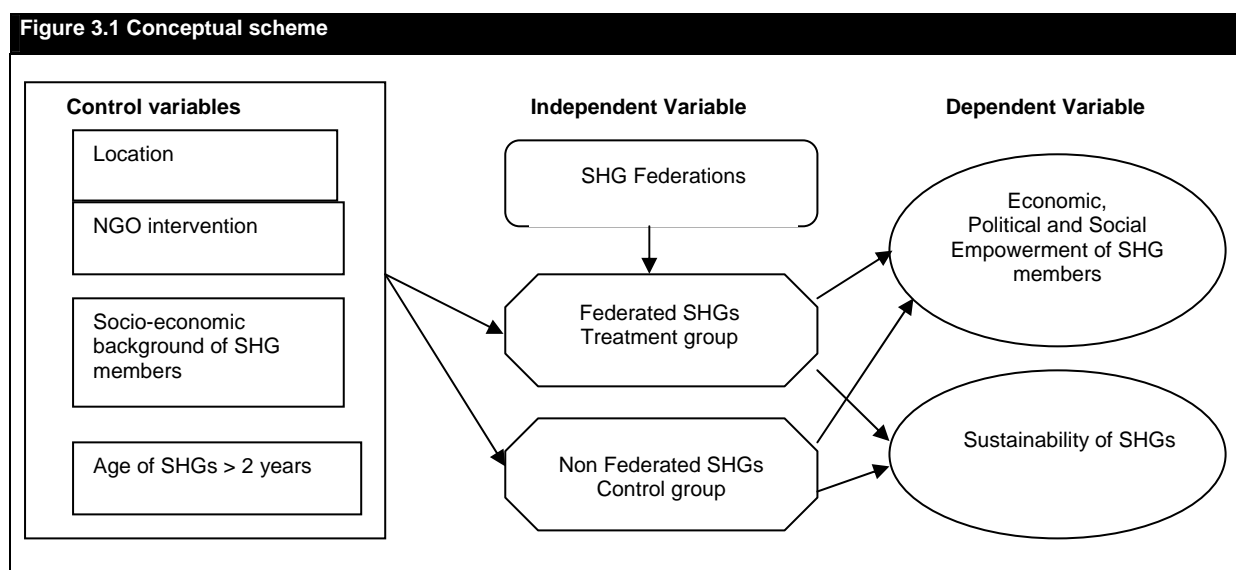 Figure 3.1 Conceptual scheme
Control variables
Location
NGO intervention
Socio-economic
background of SHG
members
Age of SHGs > 2 years
Independent Variable
SHG Federations
Federated SHGs
Treatment group
Non Federated SHGs
Control group
Dependent Variable
Economic,
Political and Social
Empowerment of SHG
members
Sustainability of SHGs